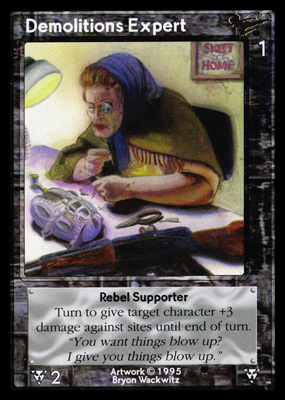 Demolitions Expert
1
SWEET
HOME
Rebel Supporter
Turn to give target character +3
damage against sites until end of turn.
"You want things blow up?
I give you things blow up."
Artwork © 1995
Bryon Wackwitz
2